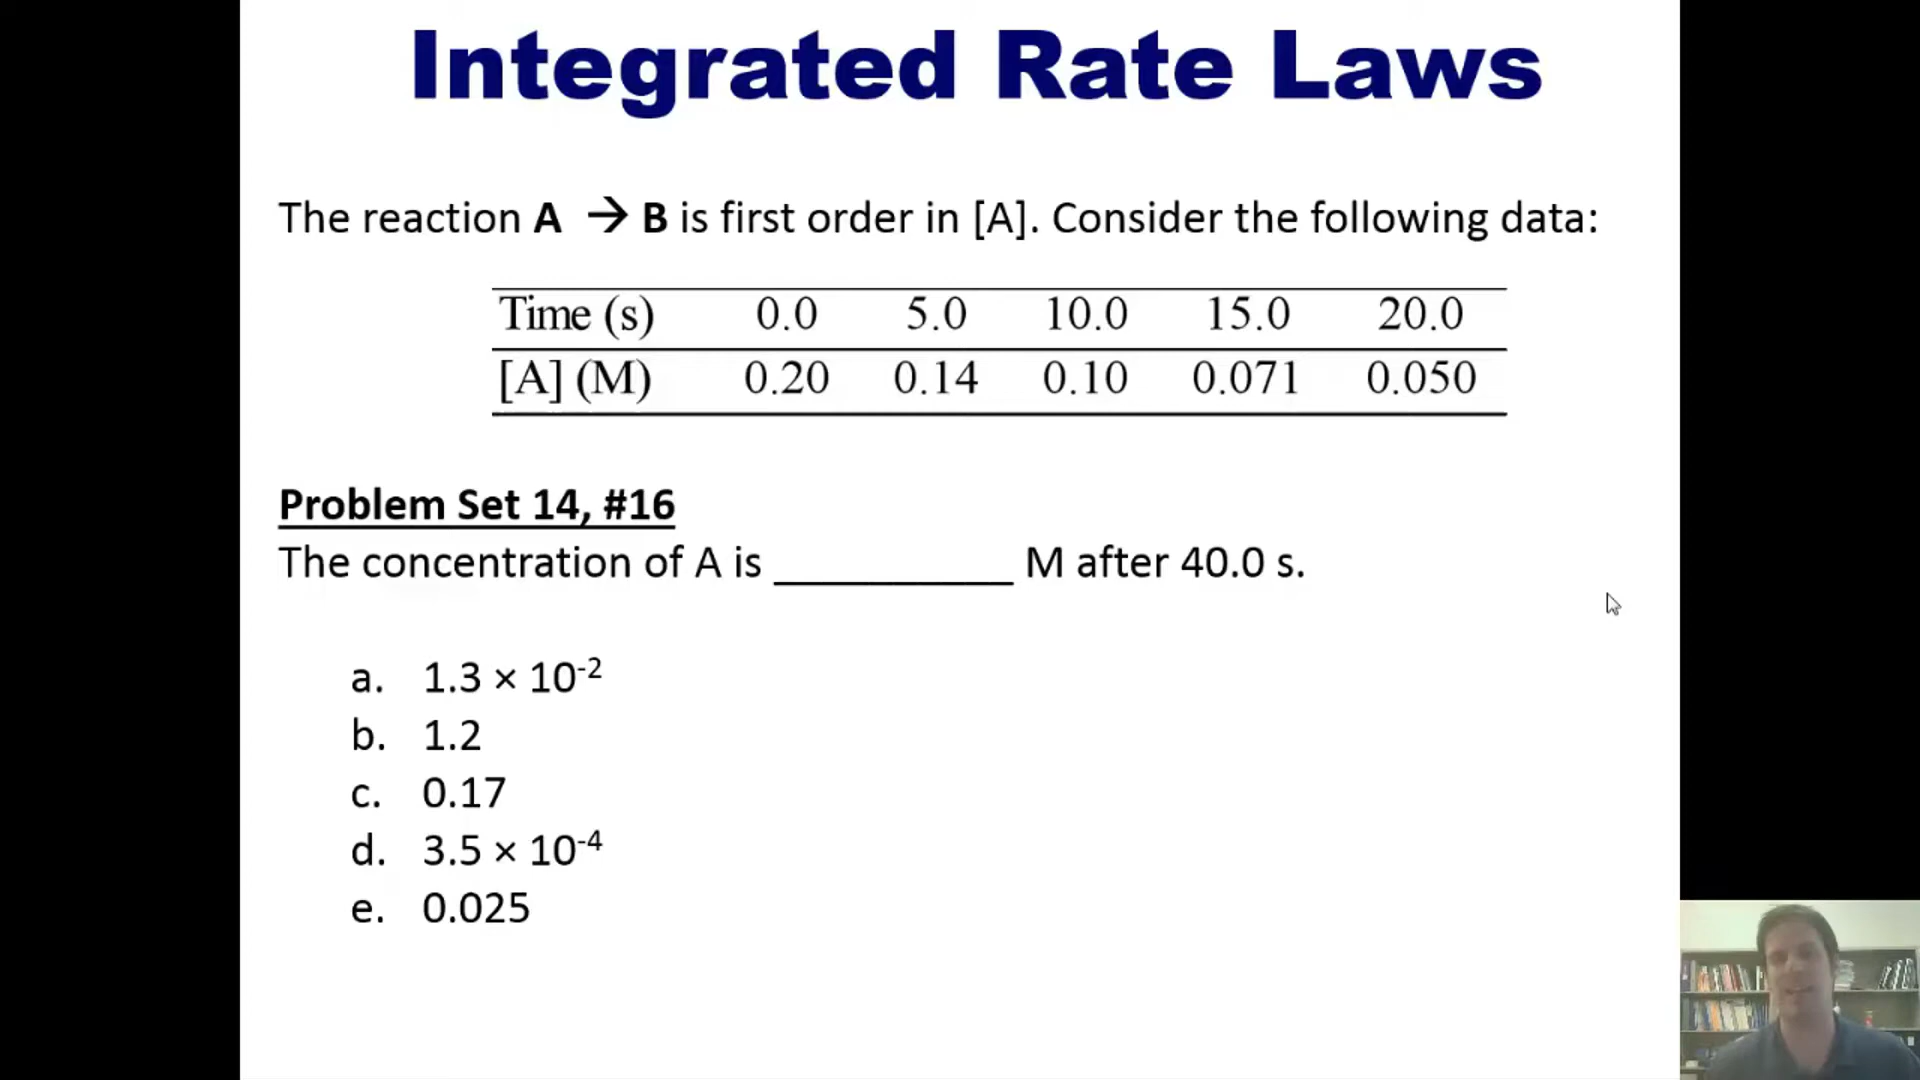 Integrated Rate Laws
The reaction A → B is first order in [A]. Consider the following data:
Time (s) 0.0 5.0 10.0 15.0 20.0
[A] (M) 0.20 0.14 0.10 0.071 0.050
Problem Set 14, #16
The concentration of A is __________ M after 40.0 s.
a. 1.3 × 10⁻²
b. 1.2
c. 0.17
d. 3.5 × 10⁻⁴
e. 0.025